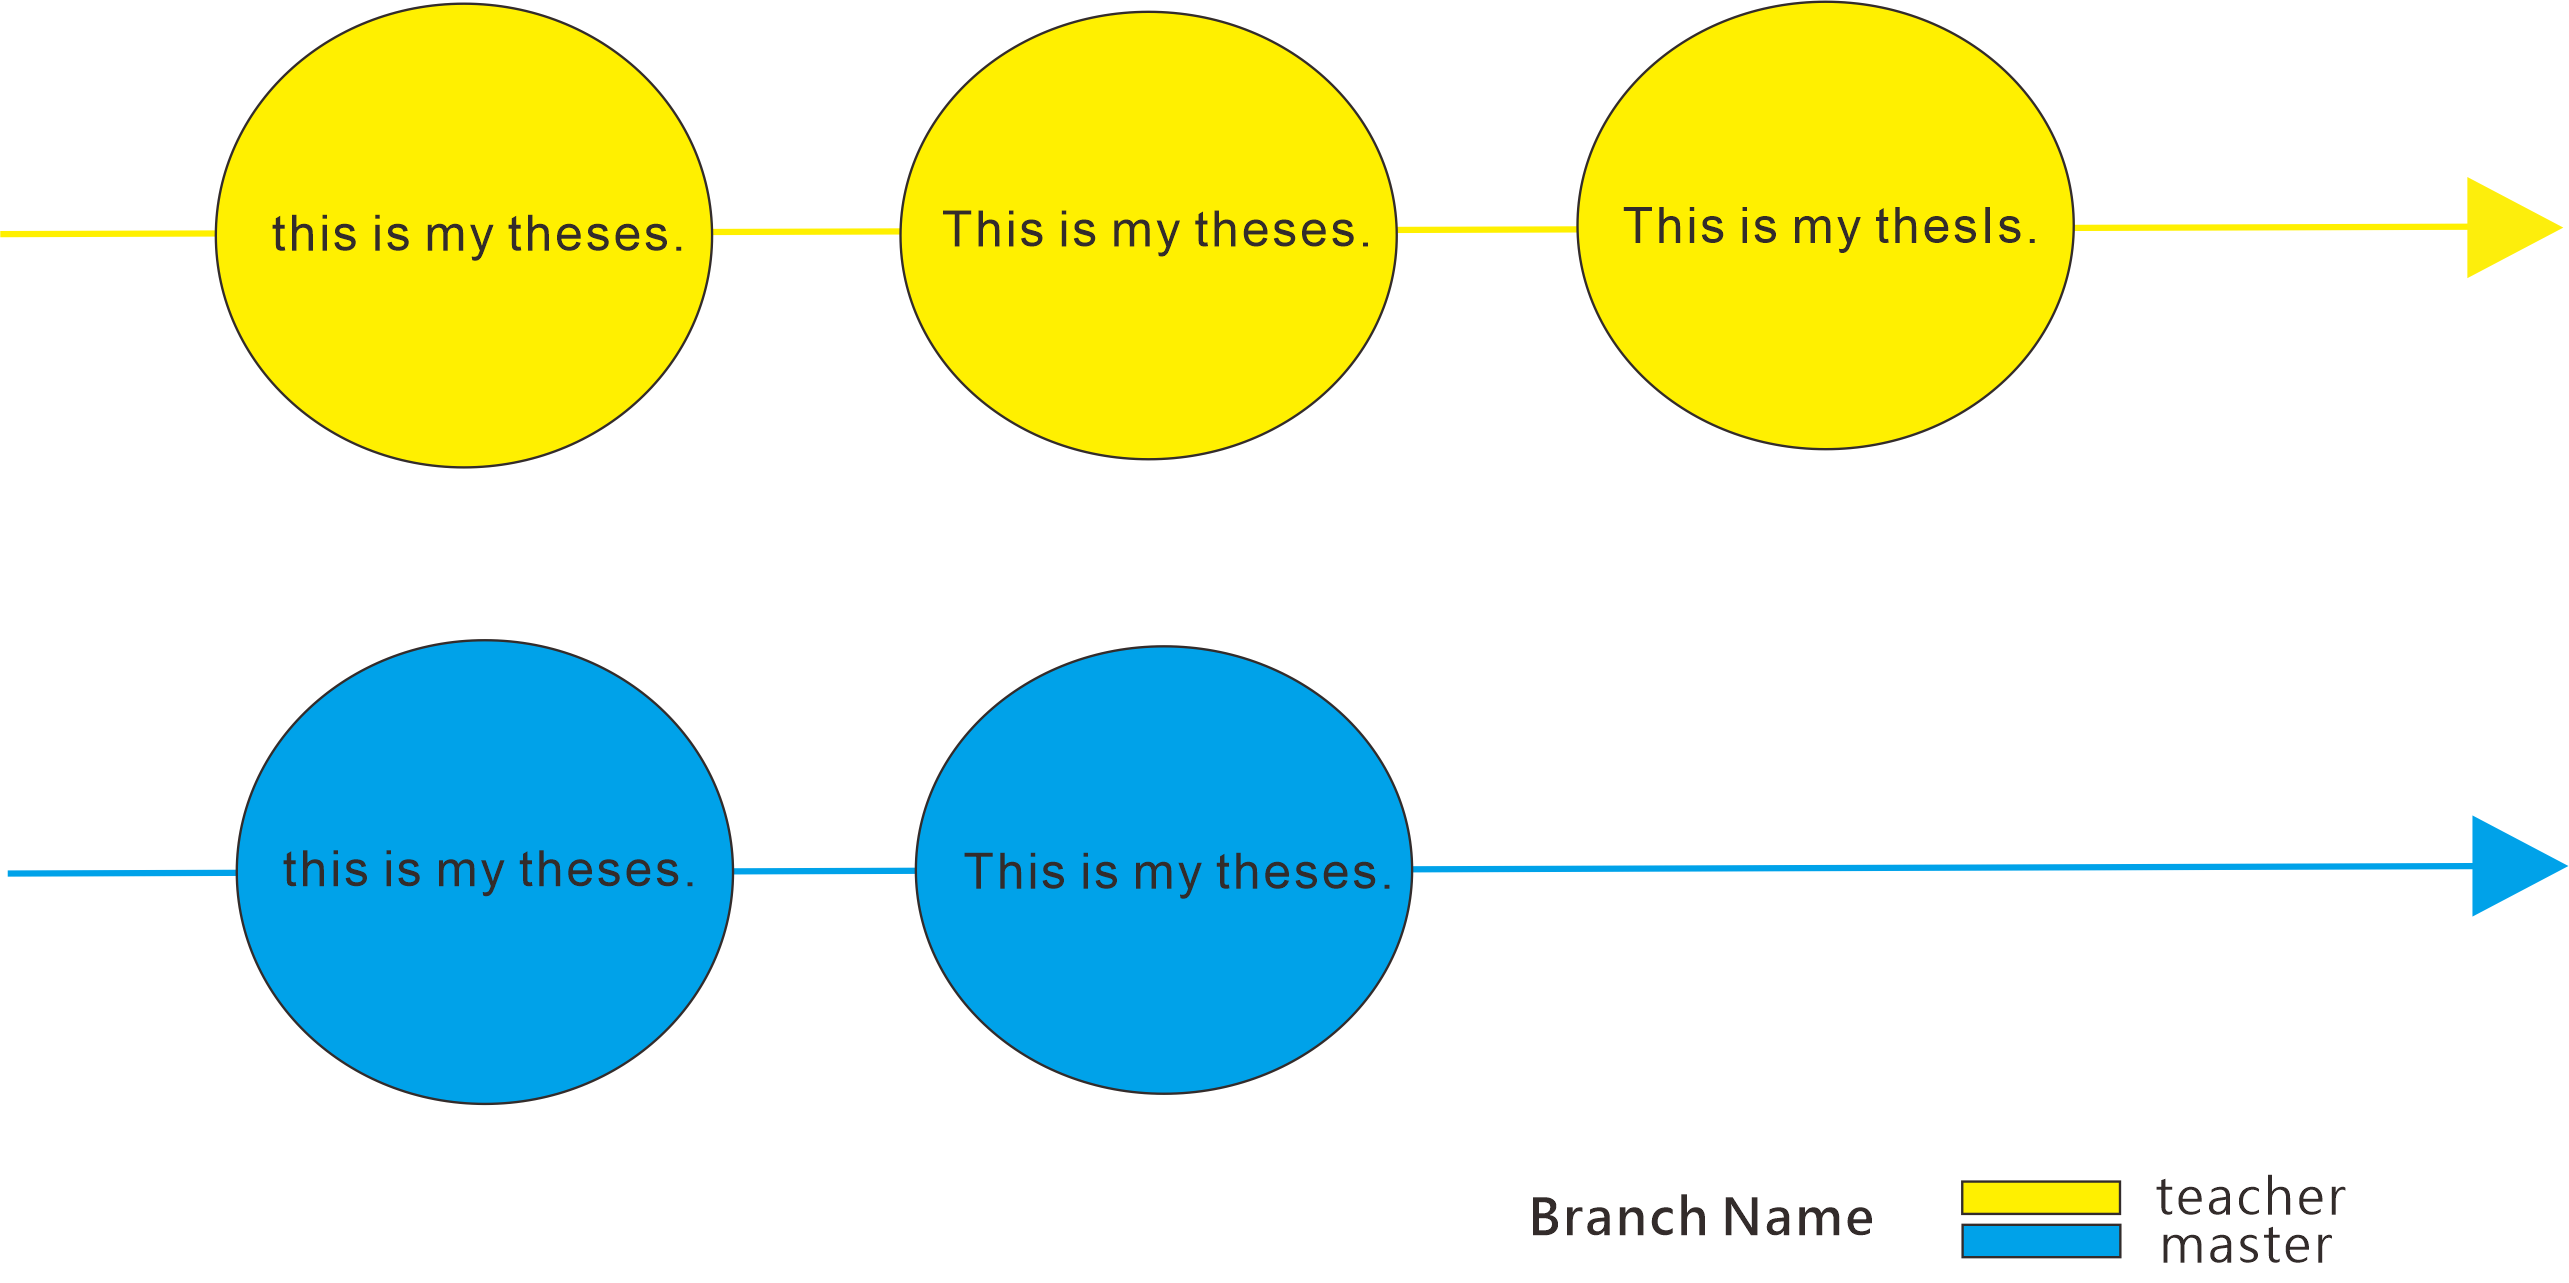 this is my theses.
This is my theses.
This is my thesIs.
this is my theses.
This is my theses.
Branch Name
teacher
master